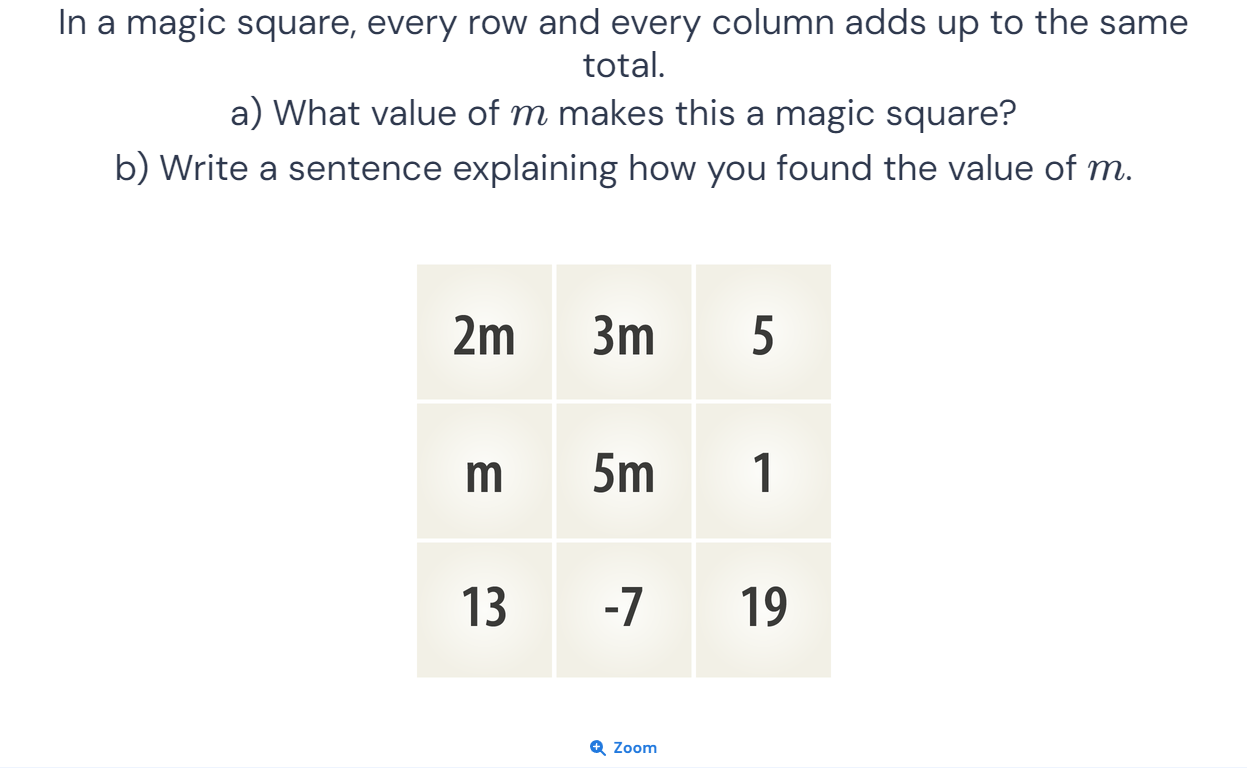 In a magic square, every row and every column adds up to the same
total.
a) What value of m makes this a magic square?
b) Write a sentence explaining how you found the value of m.
2m 3m 5
m 5m 1
13 -7 19
Zoom